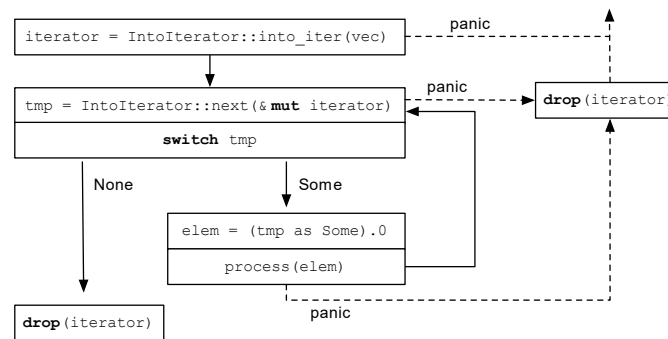 iterator = IntoIterator::into_iter(vec)
panic
tmp = IntoIterator::next(&mut iterator)
panic
drop(iterator)
switch tmp
None
Some
elem = (tmp as Some).0
process(elem)
panic
drop(iterator)